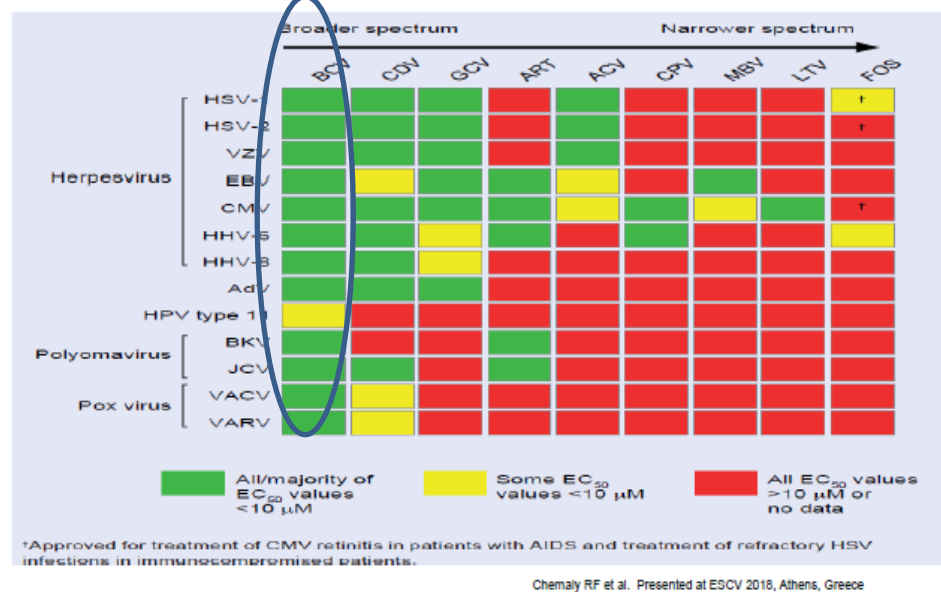 Broader spectrum Narrower spectrum
BCV CDV GCV ART ACV CPV MBV LTV FOS
HSV-1 †
HSV-2 †
VZV
Herpesvirus EBV
CMV †
HHV-6
HHV-8
AdV
HPV type 11
BKV
Polyomavirus
JCV
VACV
Pox virus
VARV
All/majority of Some EC50 All EC50 values
EC50 values values <10 μM >10 μM or
<10 μM no data
†Approved for treatment of CMV retinitis in patients with AIDS and treatment of refractory HSV
infections in immunocompromised patients.
Chemaly RF et al. Presented at ESCV 2018, Athens, Greece